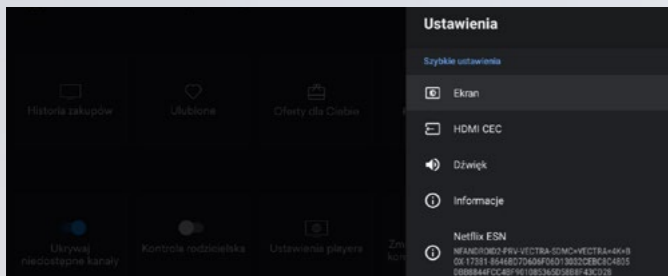 Ustawienia
Szybkie ustawienia
Ekran
HDMI CEC
Dźwięk
Informacje
Netflix ESN
Historia zakupów
Ulubione
Oferty dla Ciebie
Ukrywaj
niedostępne kanały
Kontrola rodzicielska
Ustawienia playera